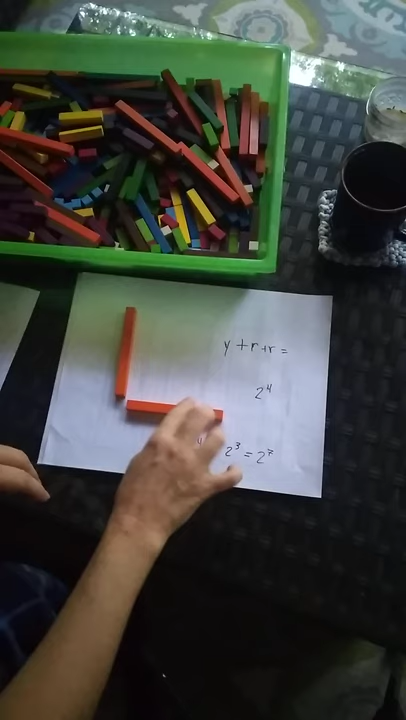 y + r + r =
2⁴
2³ = 2⁷